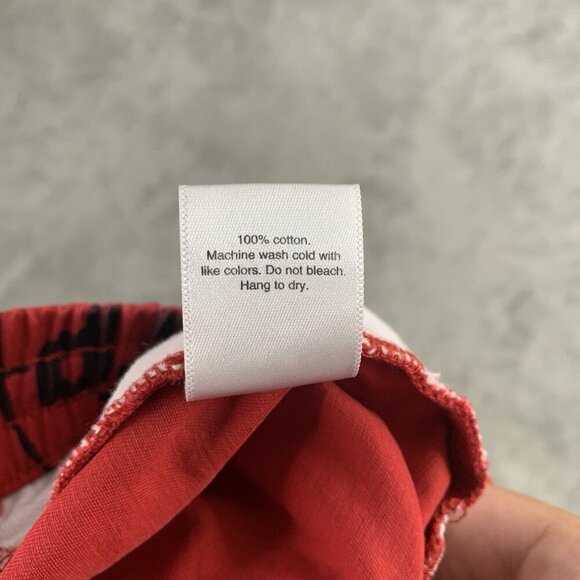 100% cotton.
Machine wash cold with
like colors. Do not bleach.
Hang to dry.